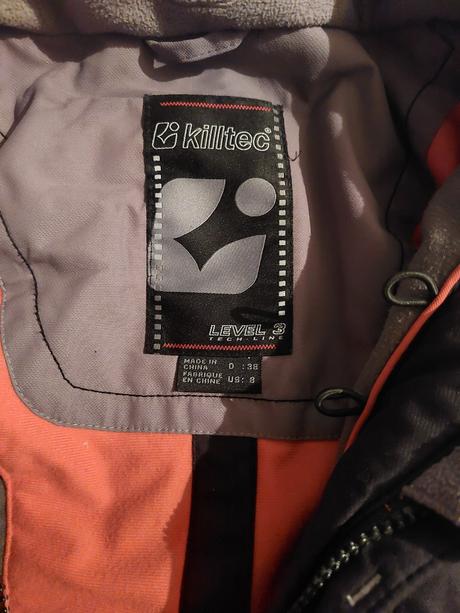 killtec
LEVEL 3
TECH-LINE
MADE IN
CHINA D :38
FABRIQUE
EN CHINE US: 8